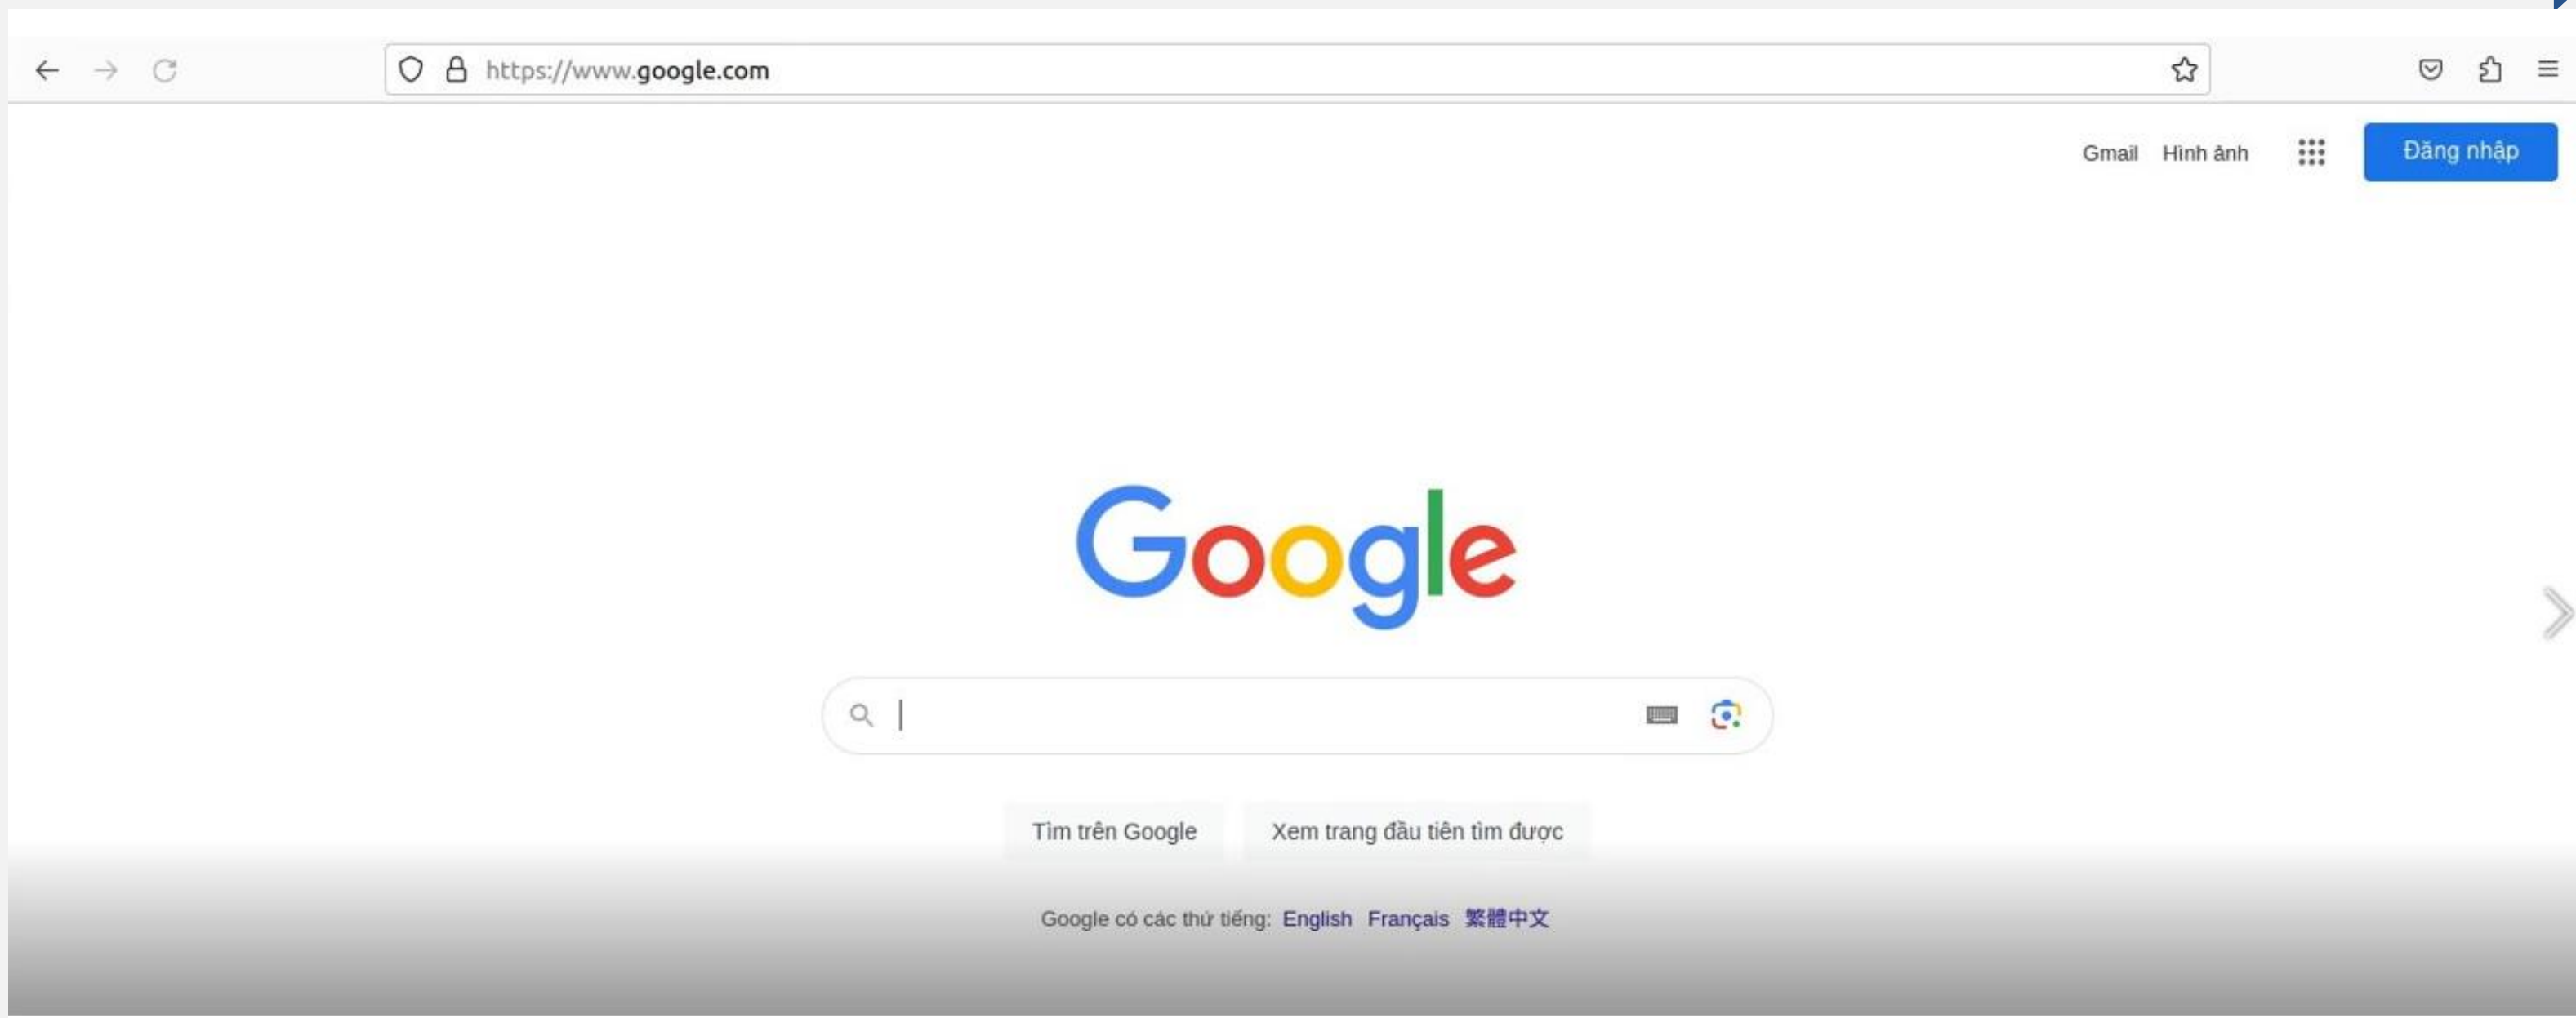 https://www.google.com
Gmail Hình ảnh Đăng nhập
Google
Tìm trên Google Xem trang đầu tiên tìm được
Google có các thứ tiếng: English Français 繁體中文